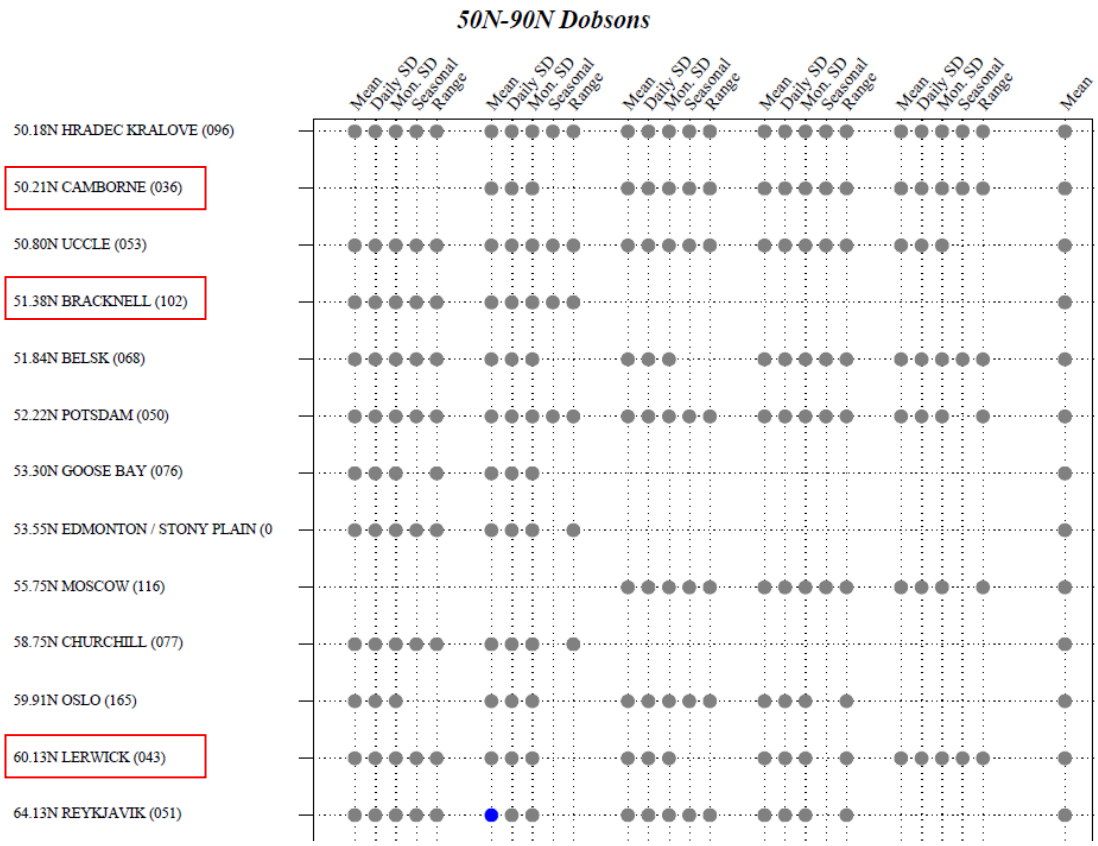 50N-90N Dobsons
Mean Daily SD Mon. SD Seasonal Range Mean Daily SD Mon. SD Seasonal Range Mean Daily SD Mon. SD Seasonal Range Mean Daily SD Mon. SD Seasonal Range Mean Daily SD Mon. SD Seasonal Range Mean
50.18N HRADEC KRALOVE (096)
50.21N CAMBORNE (036)
50.80N UCCLE (053)
51.38N BRACKNELL (102)
51.84N BELSK (068)
52.22N POTSDAM (050)
53.30N GOOSE BAY (076)
53.55N EDMONTON / STONY PLAIN (0
55.75N MOSCOW (116)
58.75N CHURCHILL (077)
59.91N OSLO (165)
60.13N LERWICK (043)
64.13N REYKJAVIK (051)